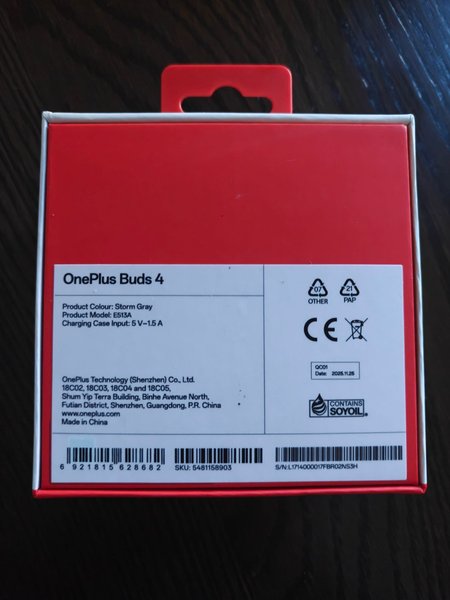 OnePlus Buds 4
Product Colour: Storm Gray
Product Model: E513A
Charging Case Input: 5 V⎓1.5 A
OnePlus Technology (Shenzhen) Co., Ltd.
18C02, 18C03, 18C04 and 18C05,
Shum Yip Terra Building, Binhe Avenue North,
Futian District, Shenzhen, Guangdong, P.R. China
www.oneplus.com
Made in China
07
OTHER
21
PAP
CE
QC01
Date: 2025.11.25
CONTAINS
SOYOIL
6 921815 628682
SKU: 5481158903
S/N:L1714000017FBR02NS3H